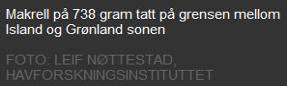 Makrell på 738 gram tatt på grensen mellom
Island og Grønland sonen
FOTO: LEIF NØTTESTAD,
HAVFORSKNINGSINSTITUTTET